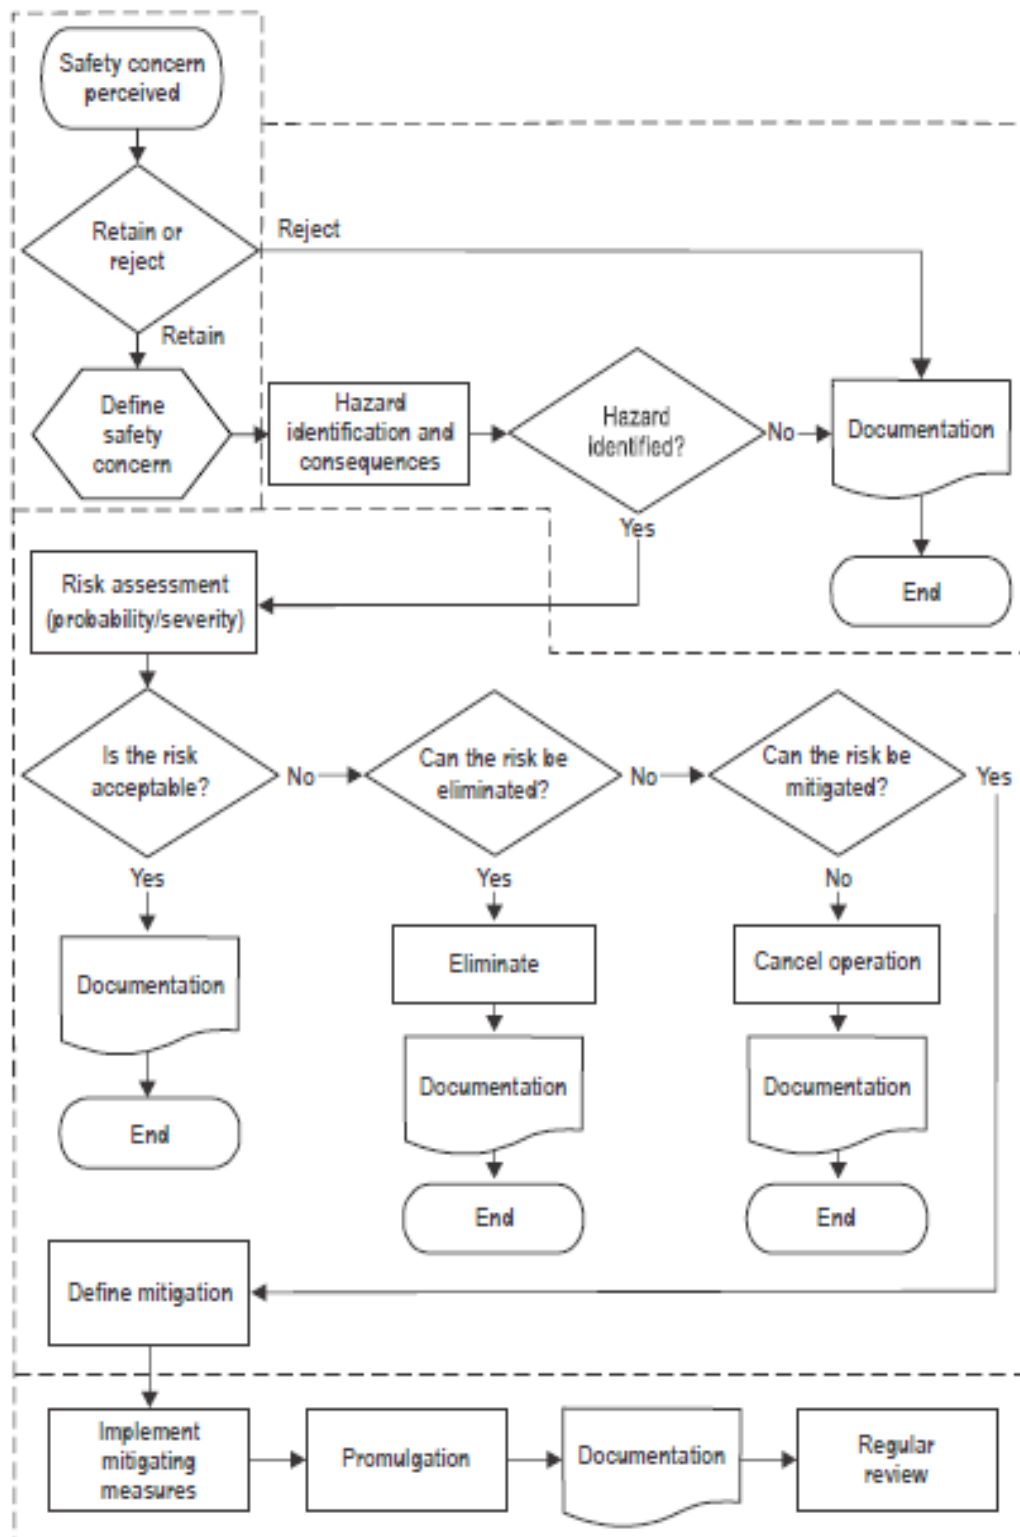 Safety concern
perceived
Retain or
reject
Reject
Retain
Define
safety
concern
Hazard
identification and
consequences
Hazard
identified?
No
Documentation
Yes
End
Risk assessment
(probability/severity)
Is the risk
acceptable?
No
Can the risk be
eliminated?
No
Can the risk be
mitigated?
Yes
Yes
Yes
No
Documentation
Eliminate
Cancel operation
Documentation
Documentation
End
End
End
Define mitigation
Implement
mitigating
measures
Promulgation
Documentation
Regular
review